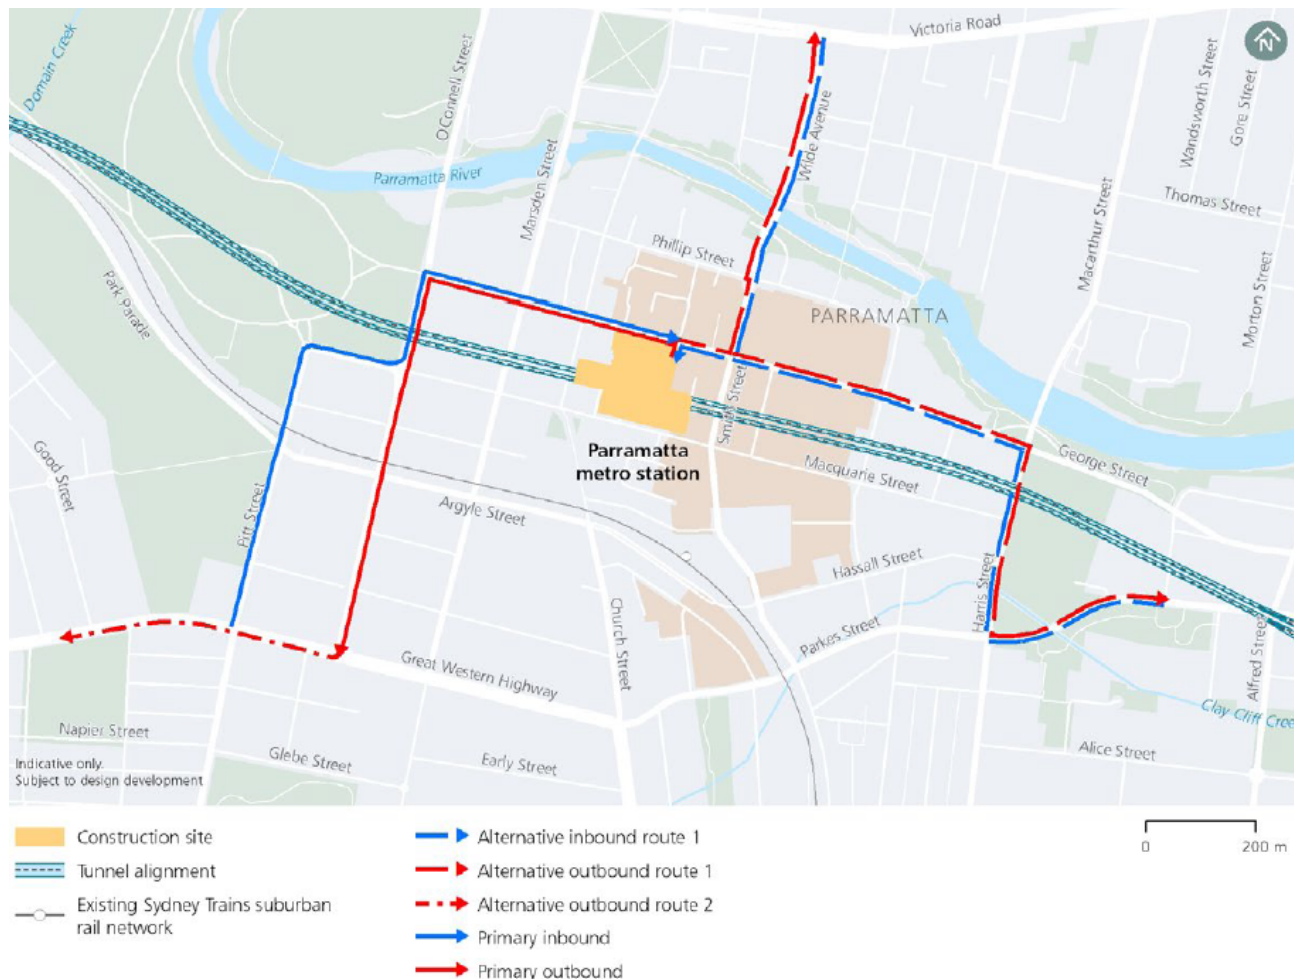 Victoria Road
N
Domain Creek
OConnell Street
Wilde Avenue
Wandsworth Street
Gore Street
Parramatta River
Marsden Street
Thomas Street
Macarthur Street
Phillip Street
Park Parade
Morton Street
PARRAMATTA
Smith Street
Parramatta
metro station
George Street
Good Street
Macquarie Street
Argyle Street
Pitt Street
Hassall Street
Harris Street
Church Street
Parkes Street
Alfred Street
Great Western Highway
Clay Cliff Cree
Napier Street
Glebe Street
Early Street
Alice Street
Indicative only.
Subject to design development
Construction site
Tunnel alignment
Existing Sydney Trains suburban
rail network
Alternative inbound route 1
Alternative outbound route 1
Alternative outbound route 2
Primary inbound
Primary outbound
0 200 m